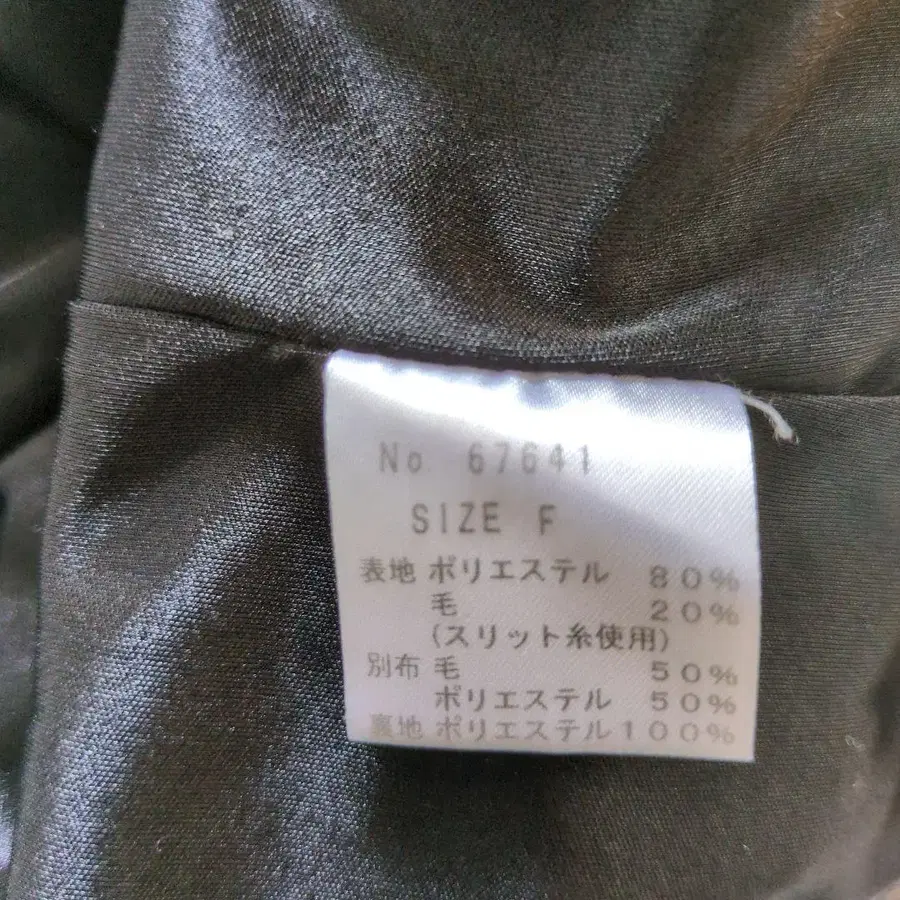 No 67641
SIZE F
表地 ポリエステル 80%
毛 20%
(スリット糸使用)
別布 毛 50%
ポリエステル 50%
裏地 ポリエステル100%